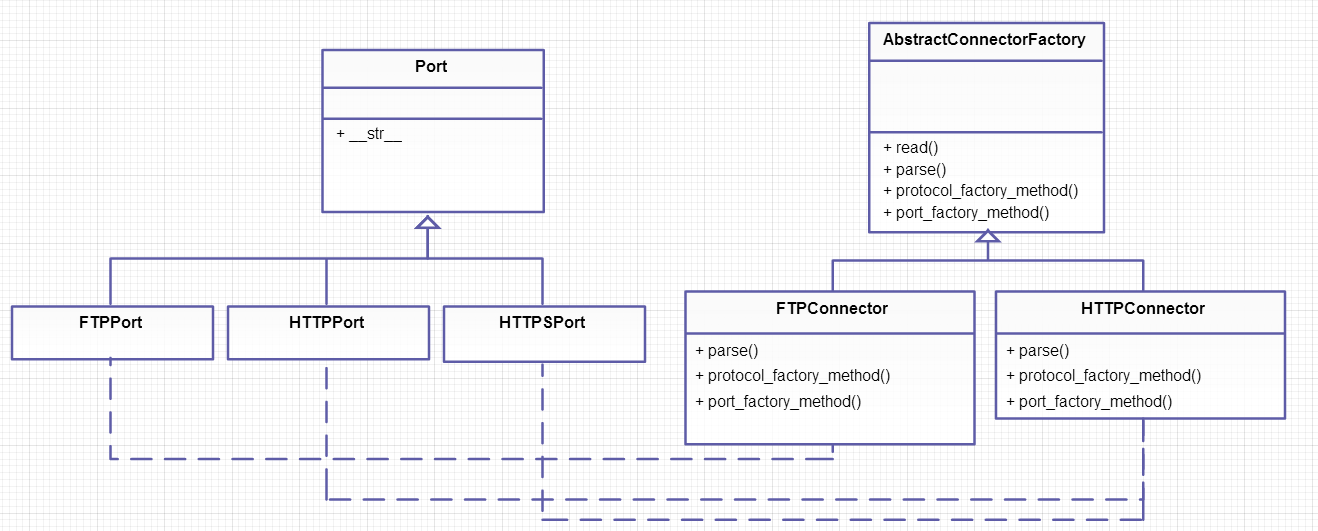 Port
+ __str__
FTPPort
HTTPPort
HTTPSPort
AbstractConnectorFactory
+ read()
+ parse()
+ protocol_factory_method()
+ port_factory_method()
FTPConnector
+ parse()
+ protocol_factory_method()
+ port_factory_method()
HTTPConnector
+ parse()
+ protocol_factory_method()
+ port_factory_method()